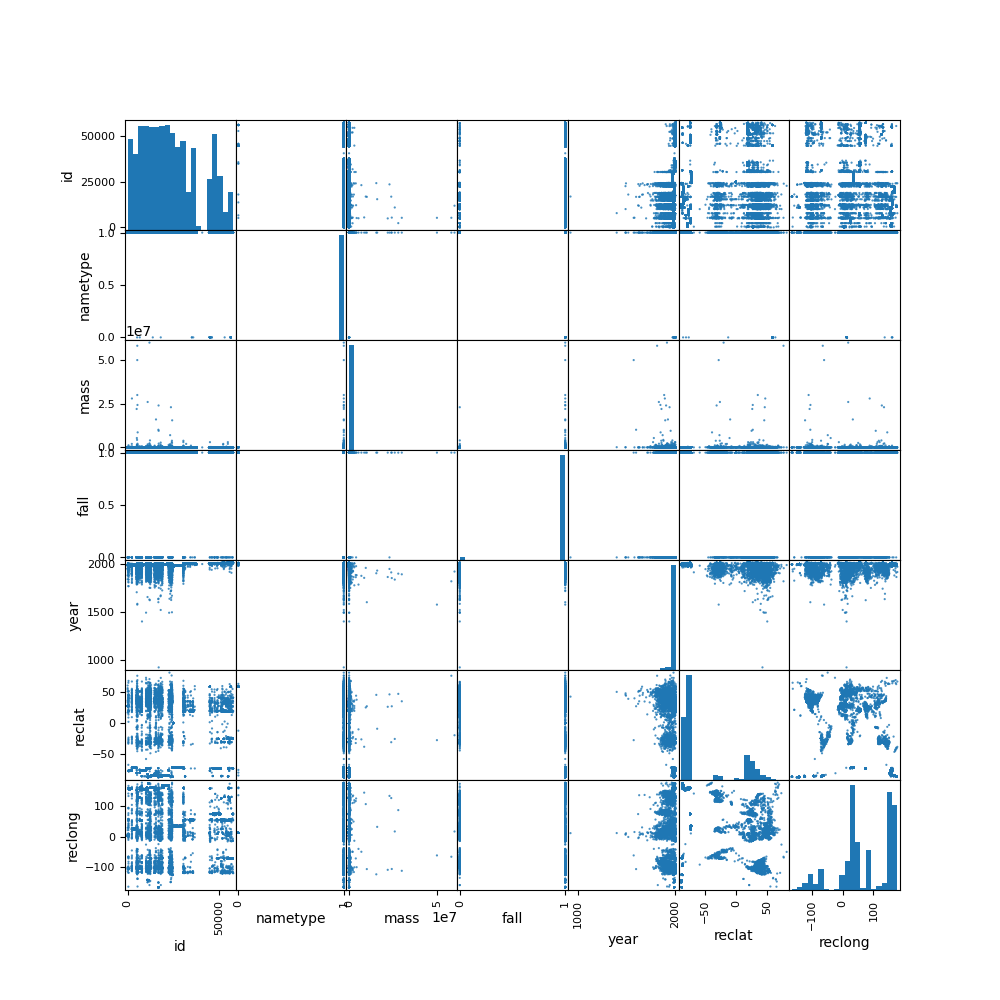 50000
25000
0
id
1.0
0.5
0.0
nametype
1e7
5.0
2.5
0.0
mass
1.0
0.5
0.0
fall
2000
1500
1000
year
50
0
−50
reclat
100
0
−100
reclong
0 50000 0 1 5 0 1 1000 2000 −50 0 50 −100 0 100
nametype mass 1e7 fall
id year reclat reclong